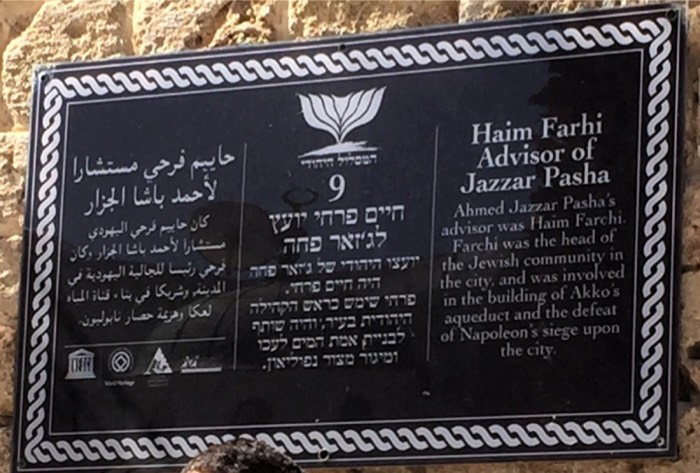 حاييم فرحي مستشارا
لأحمد باشا الجزار
كان حاييم فرحي اليهودي
مستشارا لأحمد باشا الجزار وكان
فرحي رئيسا للجالية اليهودية في
المدينة، وشريكا في بناء قناة المياه
لعكا وهزيمة حصار نابوليون.
UNESCO
World Heritage
המסלול היהודי
9
חיים פרחי יועץ
לג'זאר פחה
יועצו היהודי של ג'זאר פחה
היה חיים פרחי.
פרחי שימש כראש הקהילה
היהודית בעיר, והיה שותף
לבניית אמת המים לעכו
ומיגור מצור נפוליאון.
Haim Farhi
Advisor of
Jazzar Pasha
Ahmed Jazzar Pasha's
advisor was Haim Farchi.
Farchi was the head of
the Jewish community in
the city, and was involved
in the building of Akko's
aqueduct and the defeat
of Napoleon's siege upon
the city.